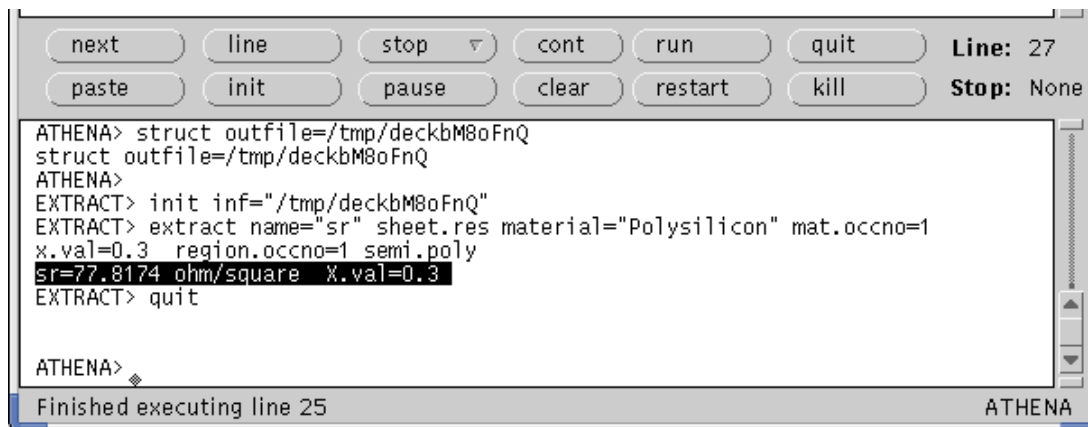 next line stop cont run quit Line: 27
paste init pause clear restart kill Stop: None
ATHENA> struct outfile=/tmp/deckbM8oFnQ
struct outfile=/tmp/deckbM8oFnQ
ATHENA>
EXTRACT> init inf="/tmp/deckbM8oFnQ"
EXTRACT> extract name="sr" sheet.res material="Polysilicon" mat.occno=1
x.val=0.3  region.occno=1 semi.poly
sr=77.8174 ohm/square  X.val=0.3
EXTRACT> quit
ATHENA>
Finished executing line 25 ATHENA